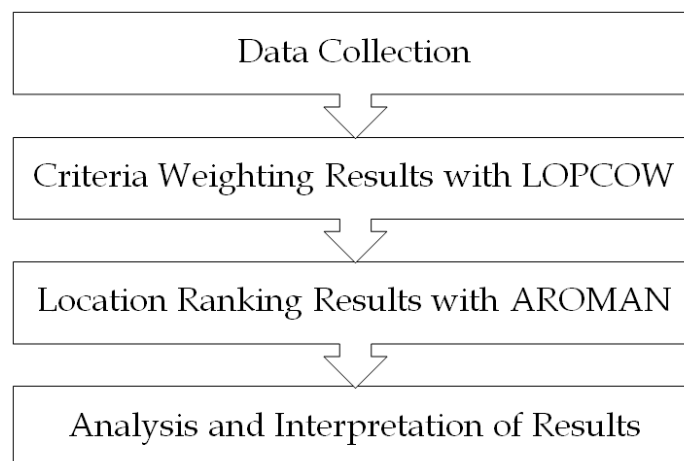 Data Collection
Criteria Weighting Results with LOPCOW
Location Ranking Results with AROMAN
Analysis and Interpretation of Results